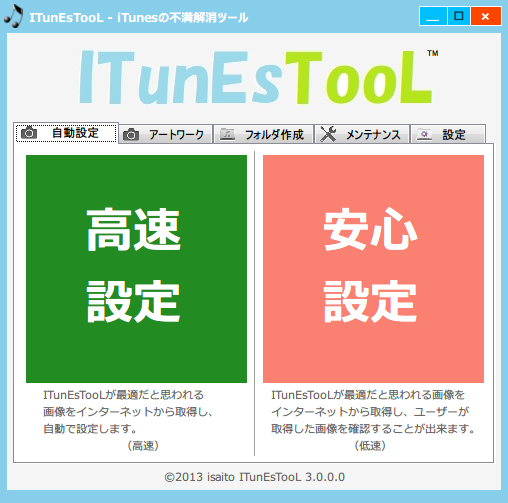 ITunEsTooL - iTunesの不満解消ツール
ITunEsTooL™
自動設定 アートワーク フォルダ作成 メンテナンス 設定
高速
設定
ITunEsTooLが最適だと思われる
画像をインターネットから取得し、
自動で設定します。
（高速）
安心
設定
ITunEsTooLが最適だと思われる画像を
インターネットから取得し、ユーザーが
取得した画像を確認することが出来ます。
（低速）
©2013 isaito ITunEsTooL 3.0.0.0